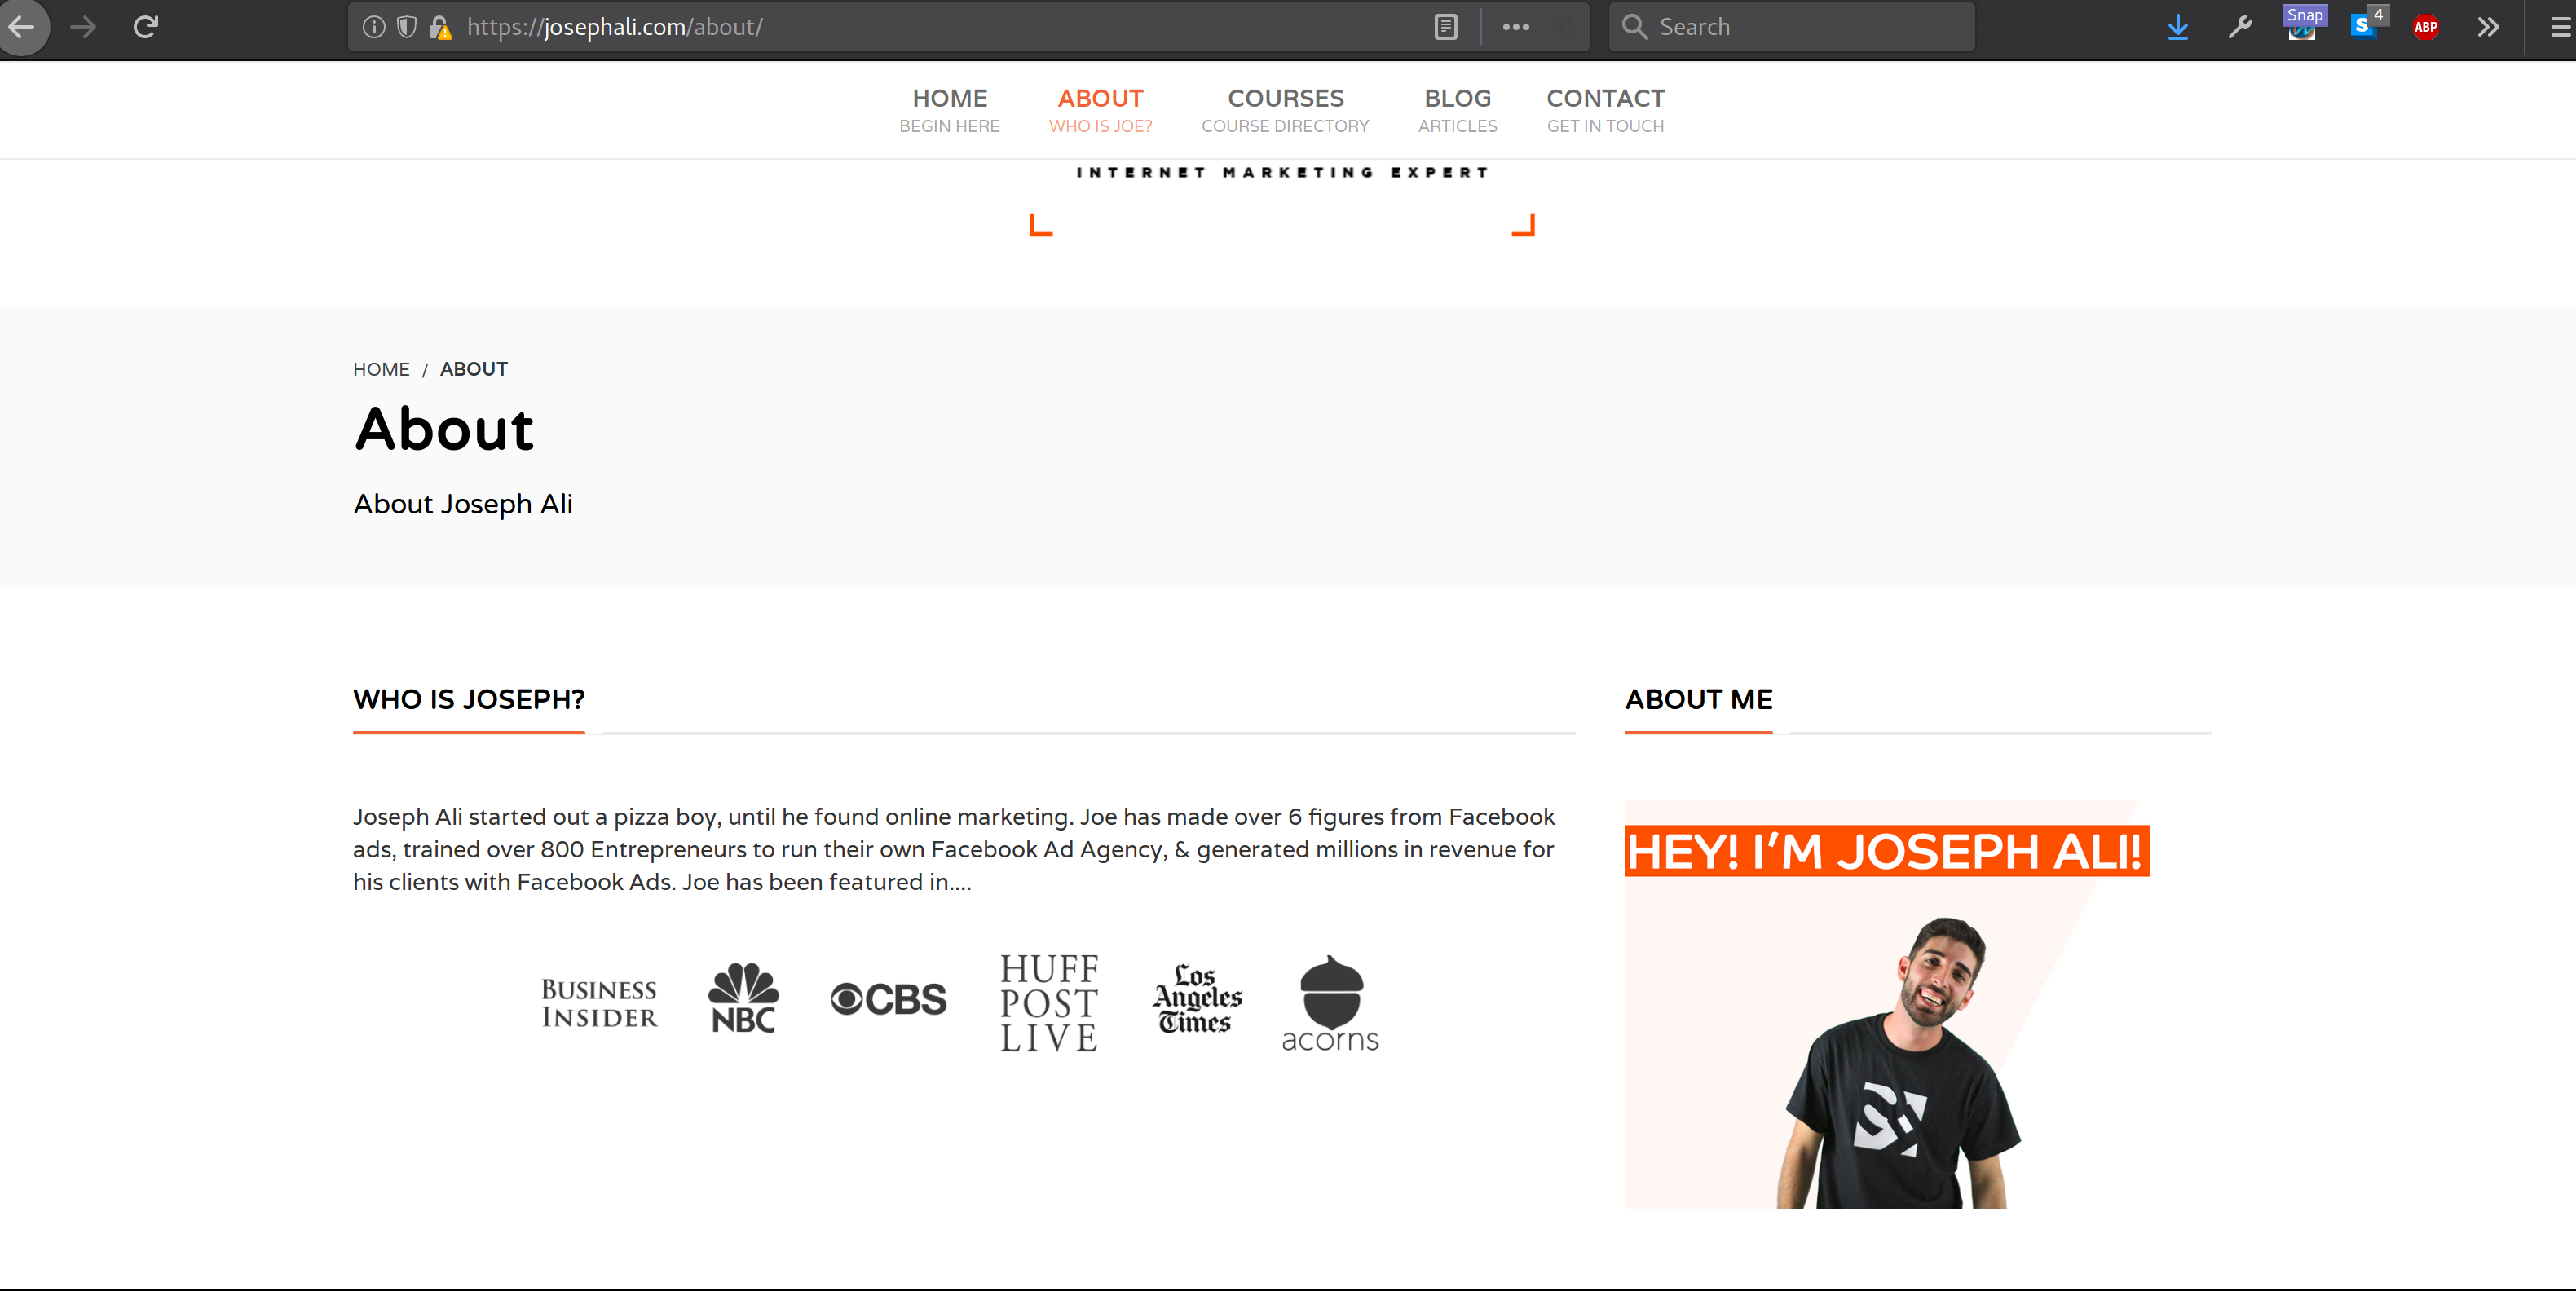 https://josephali.com/about/
Search
Snap
4
S
ABP
HOME
BEGIN HERE
ABOUT
WHO IS JOE?
COURSES
COURSE DIRECTORY
BLOG
ARTICLES
CONTACT
GET IN TOUCH
INTERNET MARKETING EXPERT
HOME / ABOUT
About
About Joseph Ali
WHO IS JOSEPH?
Joseph Ali started out a pizza boy, until he found online marketing. Joe has made over 6 figures from Facebook
ads, trained over 800 Entrepreneurs to run their own Facebook Ad Agency, & generated millions in revenue for
his clients with Facebook Ads. Joe has been featured in....
BUSINESS
INSIDER
NBC
CBS
HUFF
POST
LIVE
Los
Angeles
Times
acorns
ABOUT ME
HEY! I'M JOSEPH ALI!